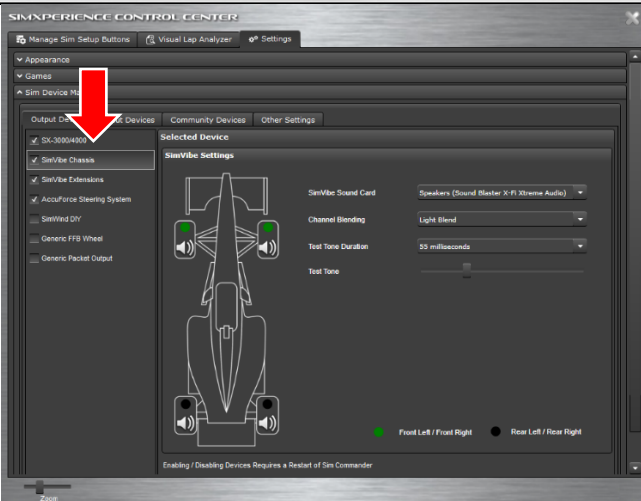 SIMXPERIENCE CONTROL CENTER
Manage Sim Setup Buttons
Visual Lap Analyzer
Settings
Appearance
Games
Sim Device
Output
Devices
Community Devices
Other Settings
SX-3000/4000
Selected Device
SimVibe Chassis
SimVibe Settings
SimVibe Extensions
AccuForce Steering System
SimWind DIY
Generic FFB Wheel
Generic Packet Output
SimVibe Sound Card
Speakers (Sound Blaster X-Fi Xtreme Audio)
Channel Blending
Light Blend
Test Tone Duration
55 milliseconds
Test Tone
Front Left / Front Right
Rear Left / Rear Right
Enabling / Disabling Devices Requires a Restart of Sim Commander
Zoom